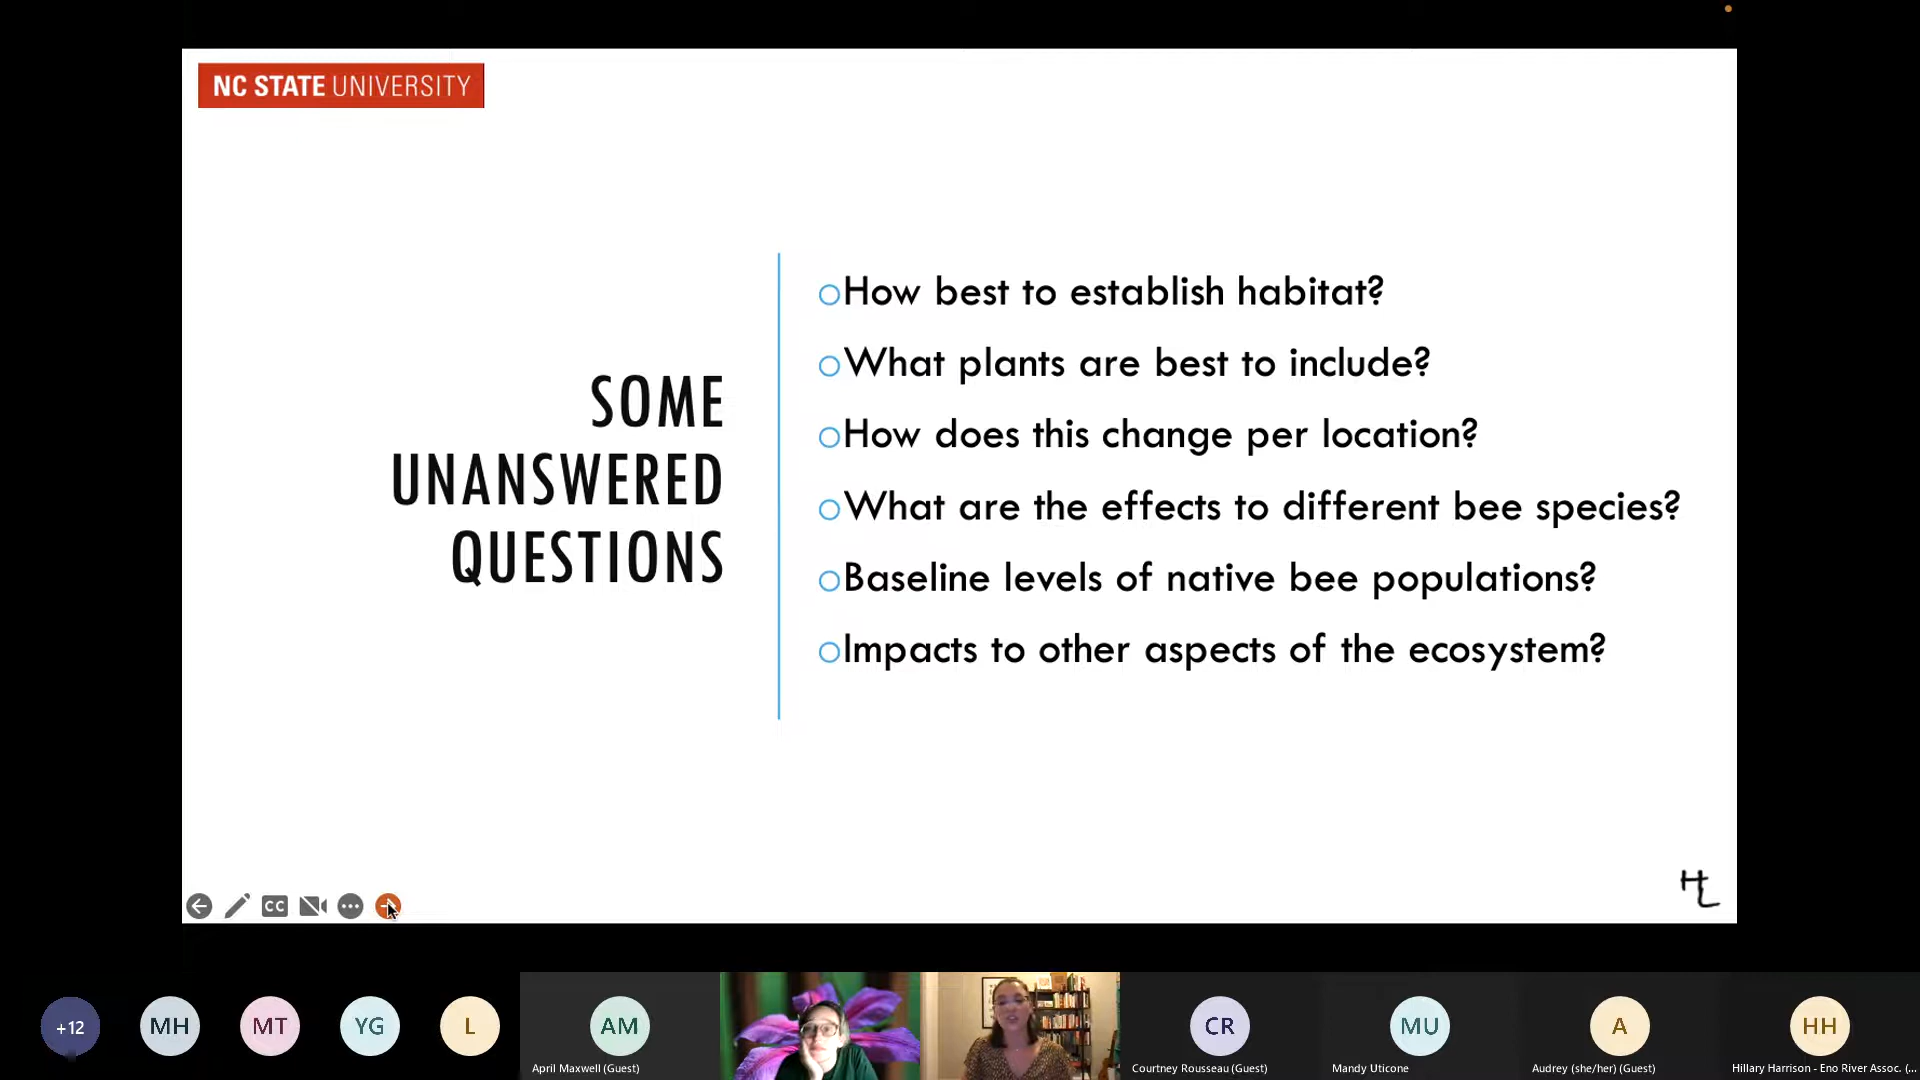 NC STATE UNIVERSITY
SOME
UNANSWERED
QUESTIONS
How best to establish habitat?
What plants are best to include?
How does this change per location?
What are the effects to different bee species?
Baseline levels of native bee populations?
Impacts to other aspects of the ecosystem?
HL
CC
+12
MH
MT
YG
L
AM
April Maxwell (Guest)
CR
Courtney Rousseau (Guest)
MU
Mandy Uticone
A
Audrey (she/her) (Guest)
HH
Hillary Harrison - Eno River Assoc. (...